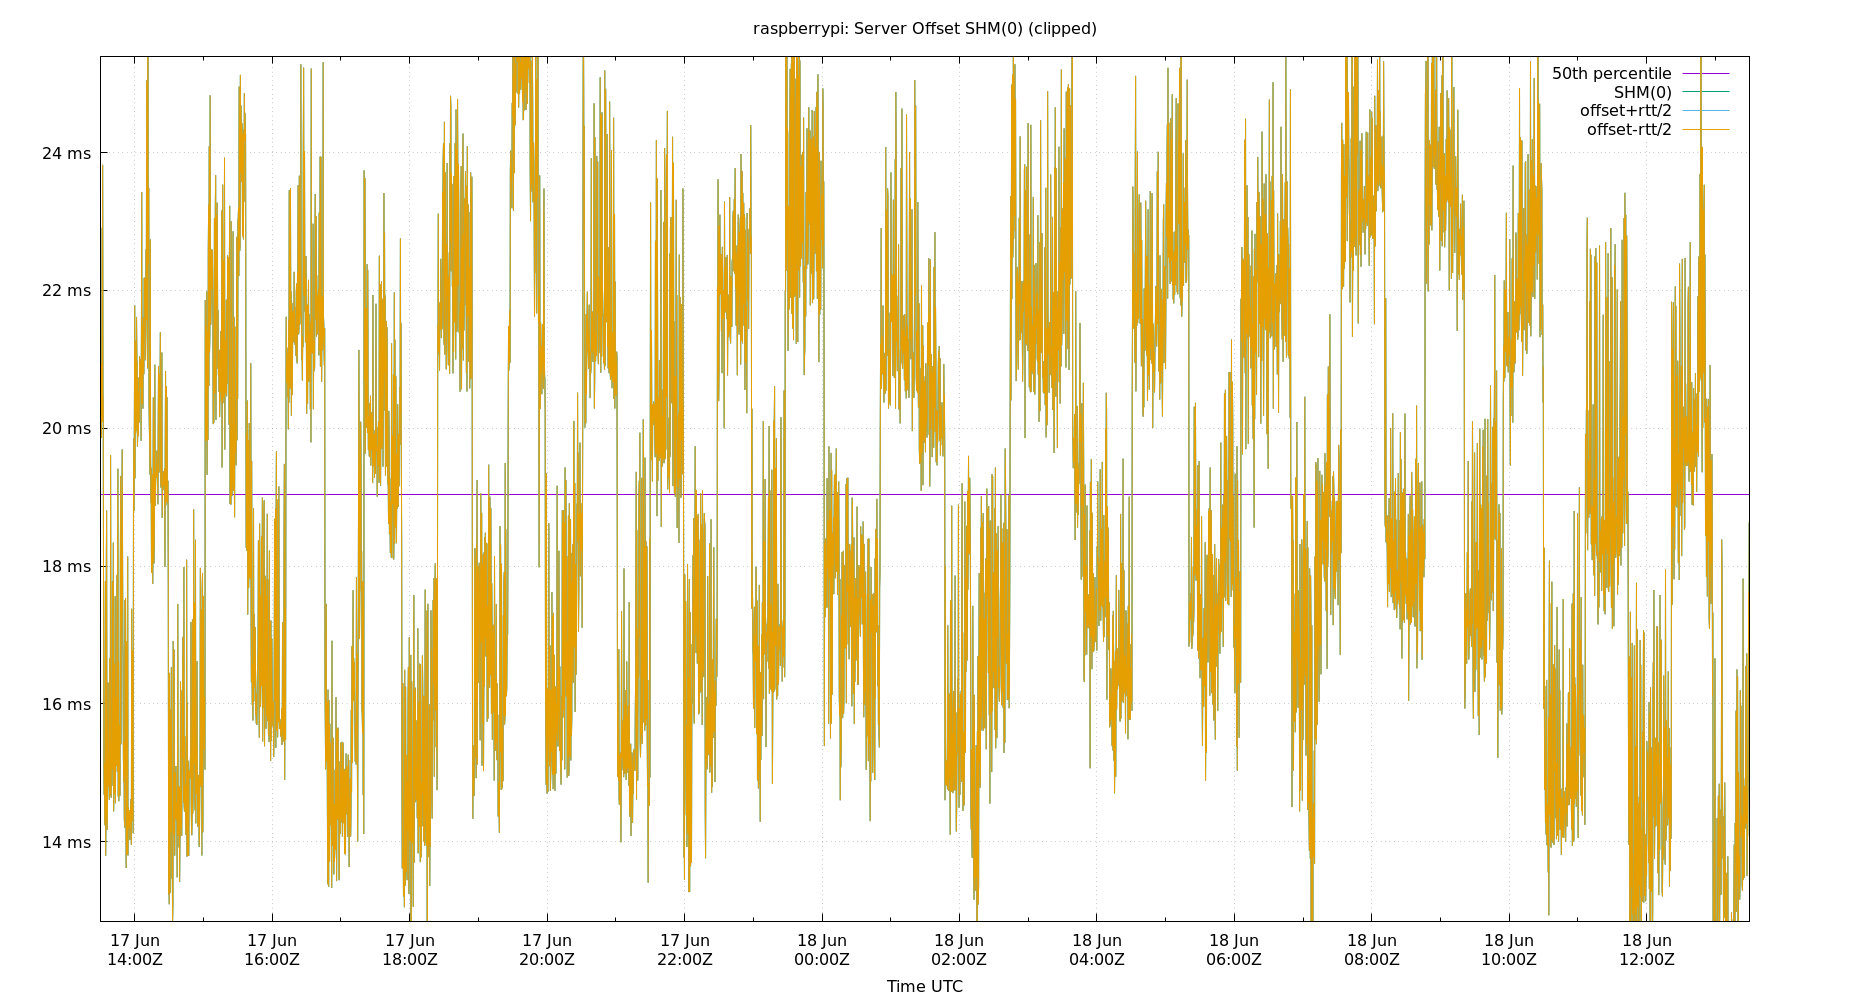 raspberrypi: Server Offset SHM(0) (clipped)
50th percentile
SHM(0)
offset+rtt/2
offset-rtt/2
24 ms
22 ms
20 ms
18 ms
16 ms
14 ms
17 Jun 17 Jun 17 Jun 17 Jun 17 Jun 18 Jun 18 Jun 18 Jun 18 Jun 18 Jun 18 Jun 18 Jun
14:00Z 16:00Z 18:00Z 20:00Z 22:00Z 00:00Z 02:00Z 04:00Z 06:00Z 08:00Z 10:00Z 12:00Z
Time UTC